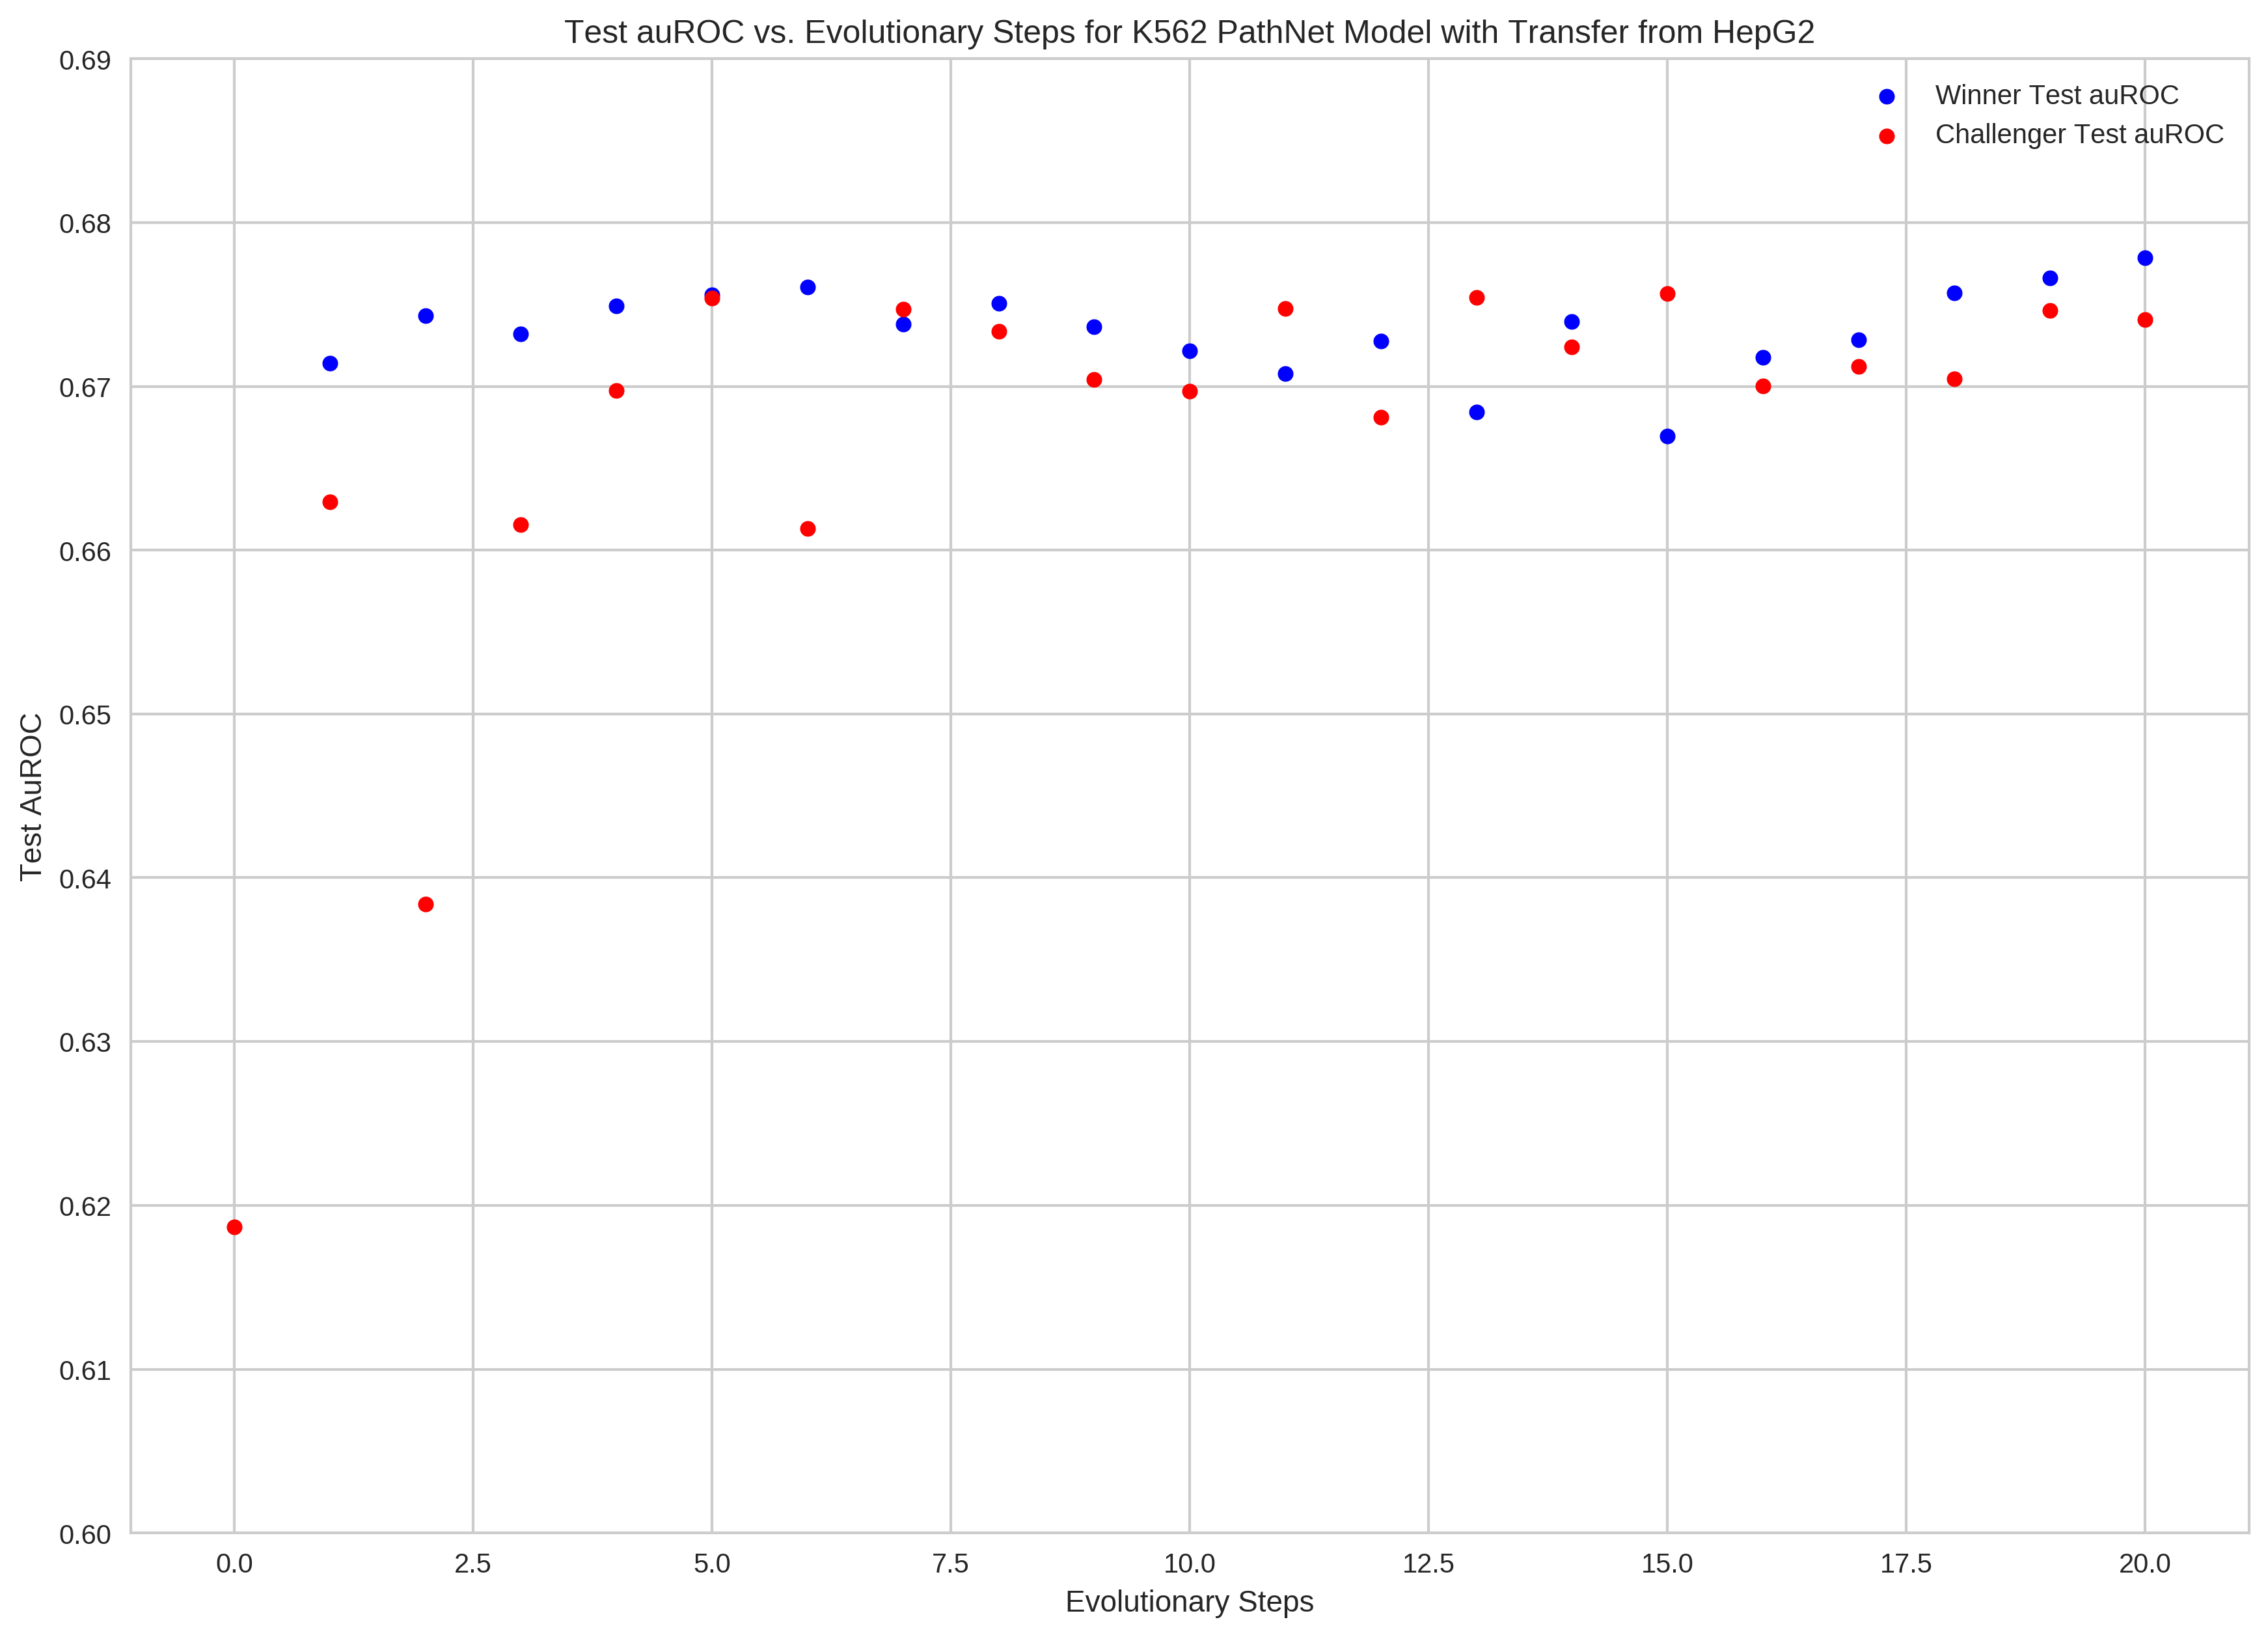 Test auROC vs. Evolutionary Steps for K562 PathNet Model with Transfer from HepG2
Winner Test auROC
Challenger Test auROC
Test AuROC
0.69
0.68
0.67
0.66
0.65
0.64
0.63
0.62
0.61
0.60
0.0 2.5 5.0 7.5 10.0 12.5 15.0 17.5 20.0
Evolutionary Steps